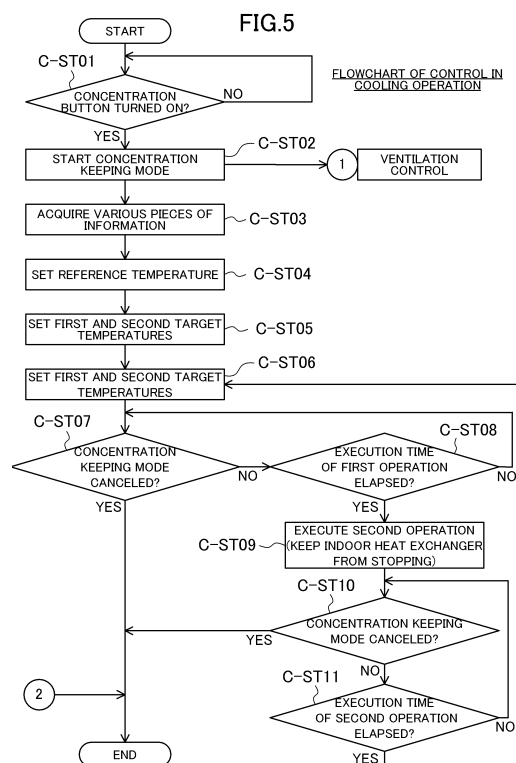 FIG.5
START
C-ST01
FLOWCHART OF CONTROL IN
COOLING OPERATION
CONCENTRATION
BUTTON TURNED ON?
NO
YES
C-ST02
START CONCENTRATION
KEEPING MODE
1
VENTILATION
CONTROL
ACQUIRE VARIOUS PIECES OF
INFORMATION
C-ST03
SET REFERENCE TEMPERATURE
C-ST04
SET FIRST AND SECOND TARGET
TEMPERATURES
C-ST05
C-ST06
SET FIRST AND SECOND TARGET
TEMPERATURES
C-ST07
CONCENTRATION
KEEPING MODE
CANCELED?
NO
YES
C-ST08
EXECUTION TIME
OF FIRST OPERATION
ELAPSED?
NO
YES
C-ST09
EXECUTE SECOND OPERATION
(KEEP INDOOR HEAT EXCHANGER
FROM STOPPING)
C-ST10
CONCENTRATION KEEPING
MODE CANCELED?
YES
NO
C-ST11
EXECUTION TIME
OF SECOND OPERATION
ELAPSED?
NO
YES
2
END